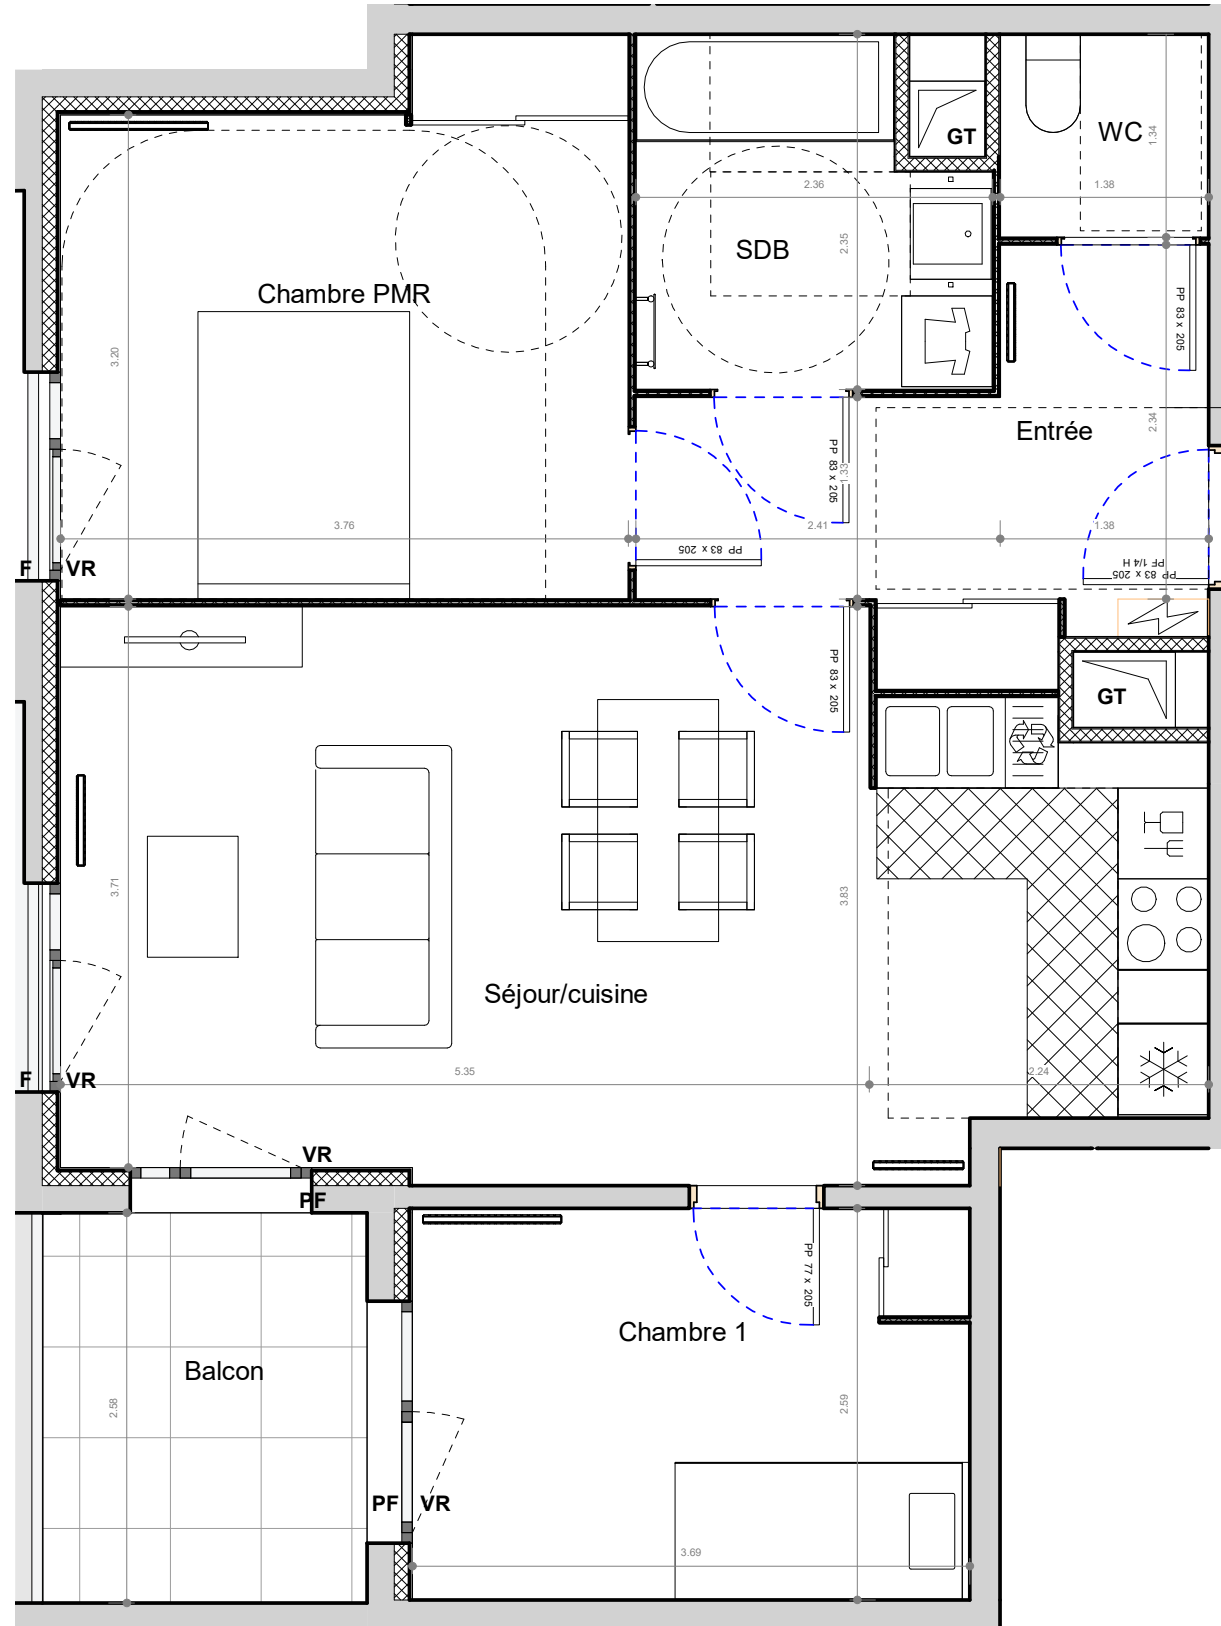 GT
WC
1.34
2.36
1.38
SDB
2.35
Chambre PMR
PP 83 x 205
3.20
Entrée
2.34
PP 83 x 205
1.33
3.76
2.41
1.38
PP 83 x 205
PF 1/4 H
PP 83 x 205
F
VR
PP 83 x 205
GT
3.71
3.83
Séjour/cuisine
F
VR
5.35
2.24
VR
PF
PP 77 x 205
Chambre 1
Balcon
2.58
2.59
PF
VR
3.69